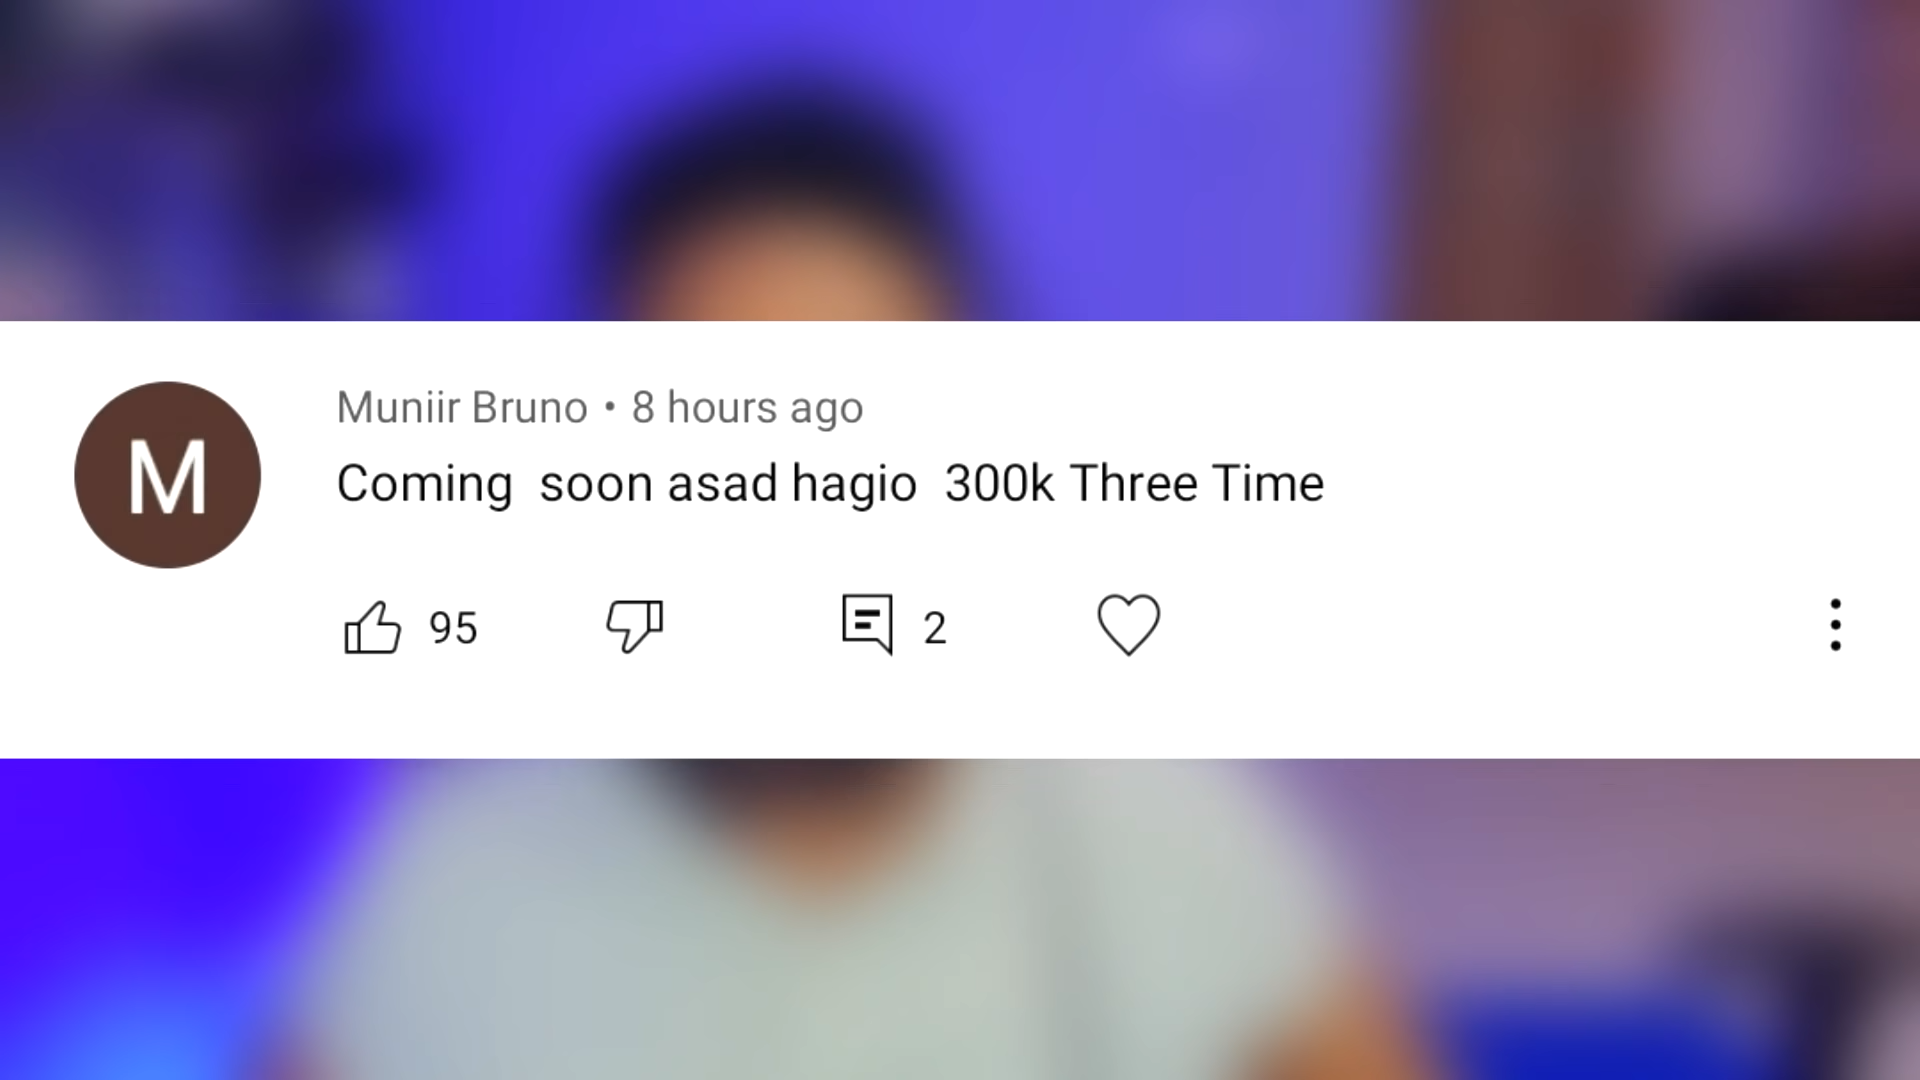 M
Muniir Bruno • 8 hours ago
Coming  soon asad hagio  300k Three Time
95
2